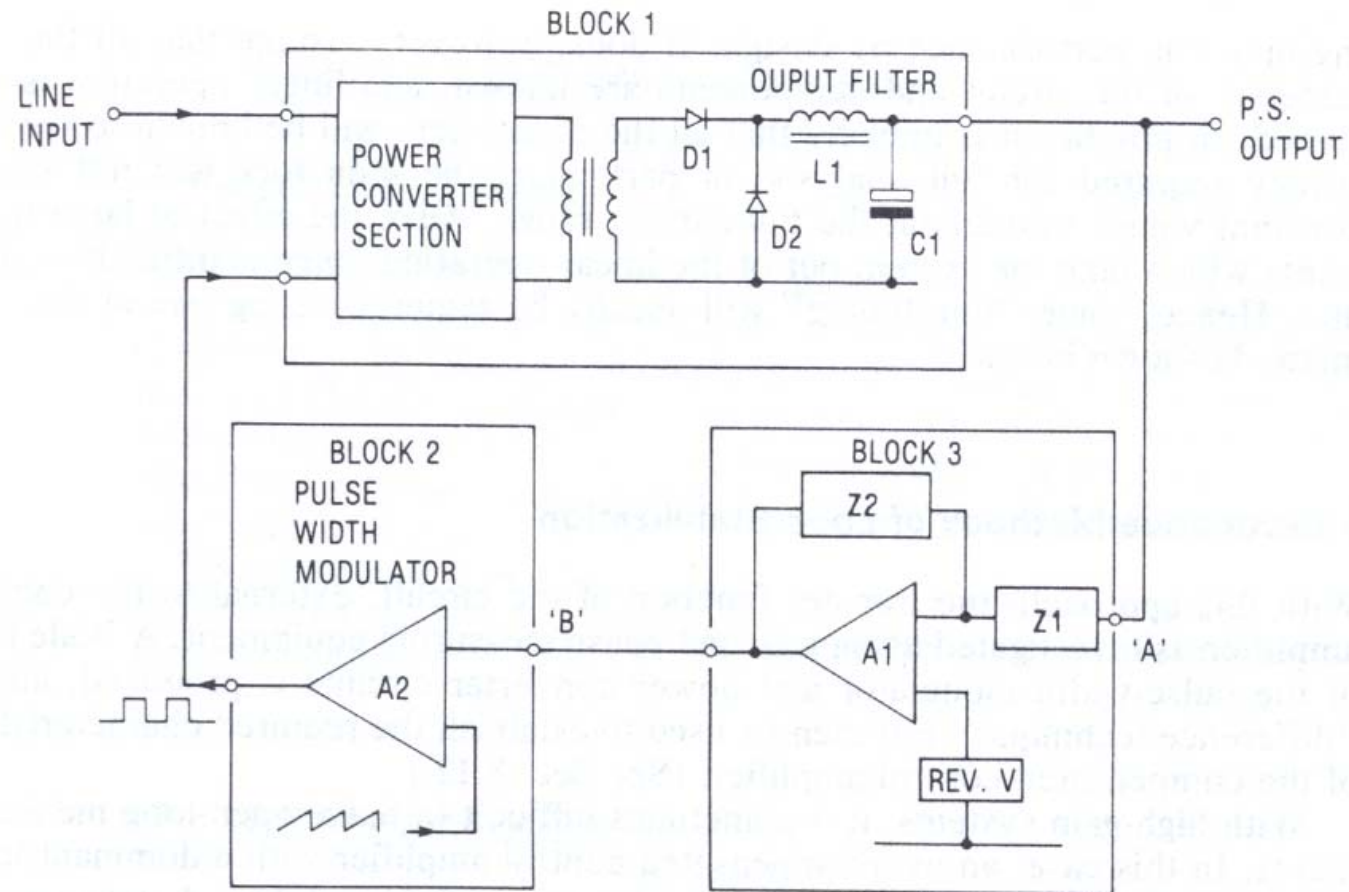 BLOCK 1
LINE
INPUT
POWER
CONVERTER
SECTION
D1
D2
OUPUT FILTER
L1
C1
P.S.
OUTPUT
BLOCK 2
PULSE
WIDTH
MODULATOR
A2
'B'
BLOCK 3
Z2
Z1
A1
'A'
REV. V